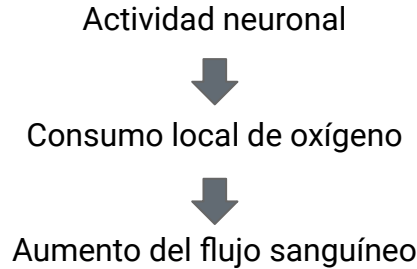 Actividad neuronal
Consumo local de oxígeno
Aumento del flujo sanguíneo